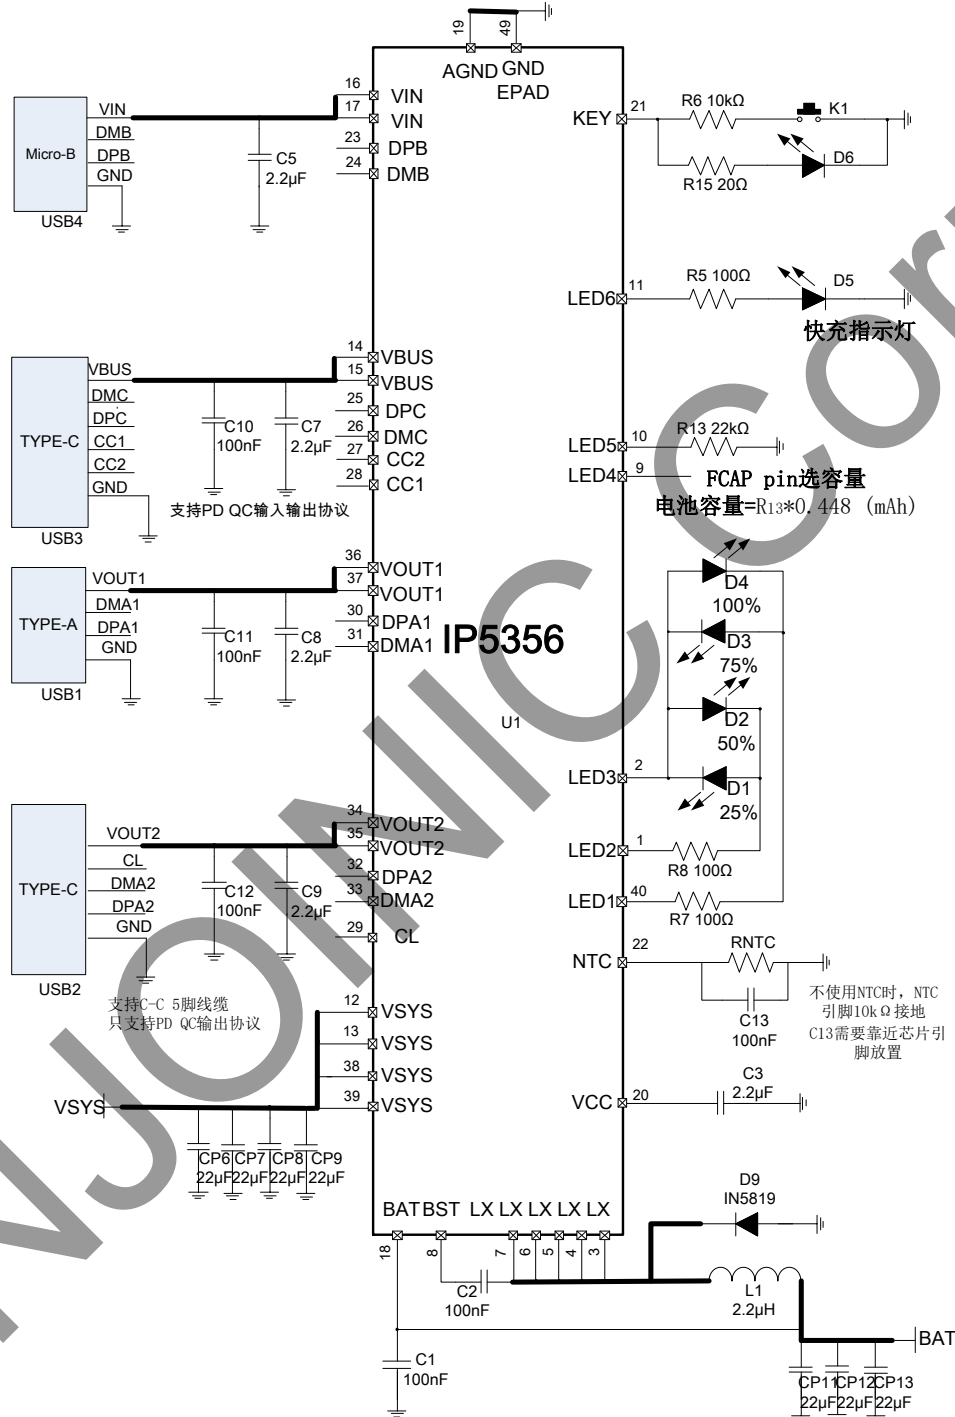 19
49
AGND GND
EPAD
16
17
VIN
VIN
23
DPB
24
DMB
VIN
DMB
DPB
GND
Micro-B
USB4
C5
2.2μF
KEY
21
R6 10kΩ
K1
D6
R15 20Ω
LED6
11
R5 100Ω
D5
快充指示灯
14
VBUS
15
VBUS
25
DPC
26
DMC
27
CC2
28
CC1
VBUS
DMC
DPC
CC1
CC2
GND
TYPE-C
USB3
C10
100nF
C7
2.2μF
支持PD QC输入输出协议
LED5
10
R13 22kΩ
LED4
9
FCAP pin选容量
电池容量=R13*0.448 (mAh)
36
VOUT1
37
VOUT1
30
DPA1
31
DMA1
VOUT1
DMA1
DPA1
GND
TYPE-A
USB1
C11
100nF
C8
2.2μF
IP5356
U1
D4
100%
D3
75%
D2
50%
D1
25%
LED3
2
LED2
1
R8 100Ω
LED1
40
R7 100Ω
34
VOUT2
35
VOUT2
32
DPA2
33
DMA2
29
CL
VOUT2
CL
DMA2
DPA2
GND
TYPE-C
USB2
C12
100nF
C9
2.2μF
支持C-C 5脚线缆
只支持PD QC输出协议
NTC
22
RNTC
C13
100nF
不使用NTC时，NTC
引脚10kΩ接地
C13需要靠近芯片引
脚放置
12
VSYS
13
VSYS
38
VSYS
39
VSYS
VSYS
CP6 CP7 CP8 CP9
22μF 22μF 22μF 22μF
VCC
20
C3
2.2μF
BAT BST LX LX LX LX LX
18
8
7
6
5
4
3
D9
IN5819
C2
100nF
L1
2.2μH
BAT
C1
100nF
CP11 CP12 CP13
22μF 22μF 22μF
INJOINIC Corp